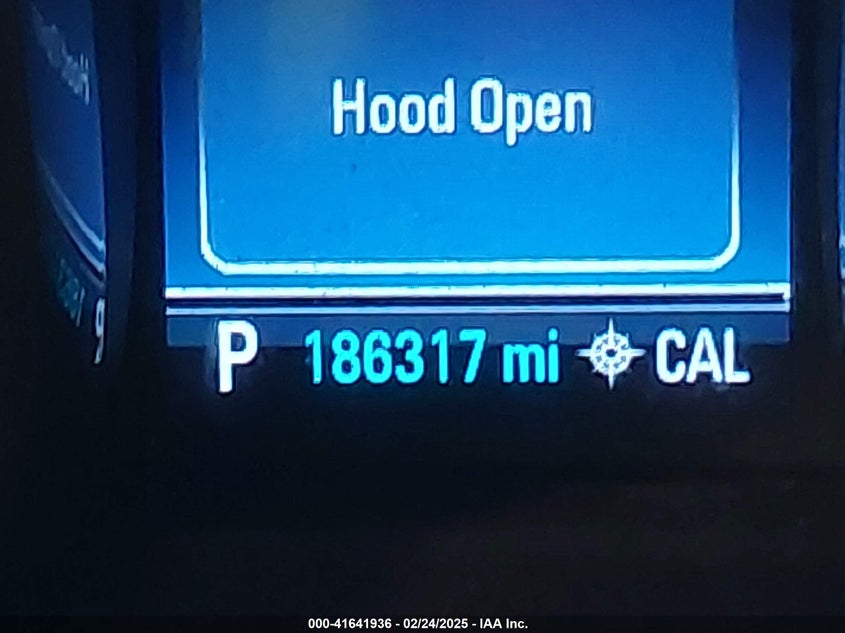 Hood Open
P 186317 mi CAL
000-41641936 - 02/24/2025 - IAA Inc.